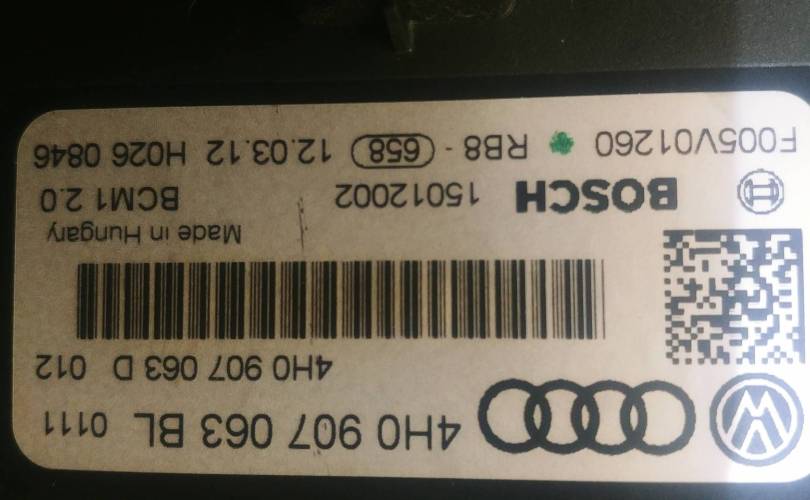 4H0 907 063 BL 0111
4H0 907 063 D 012
Made in Hungary
BOSCH 15012002 BCM1 2.0
F005V01260 RB8 - 658 12.03.12 H026 0846